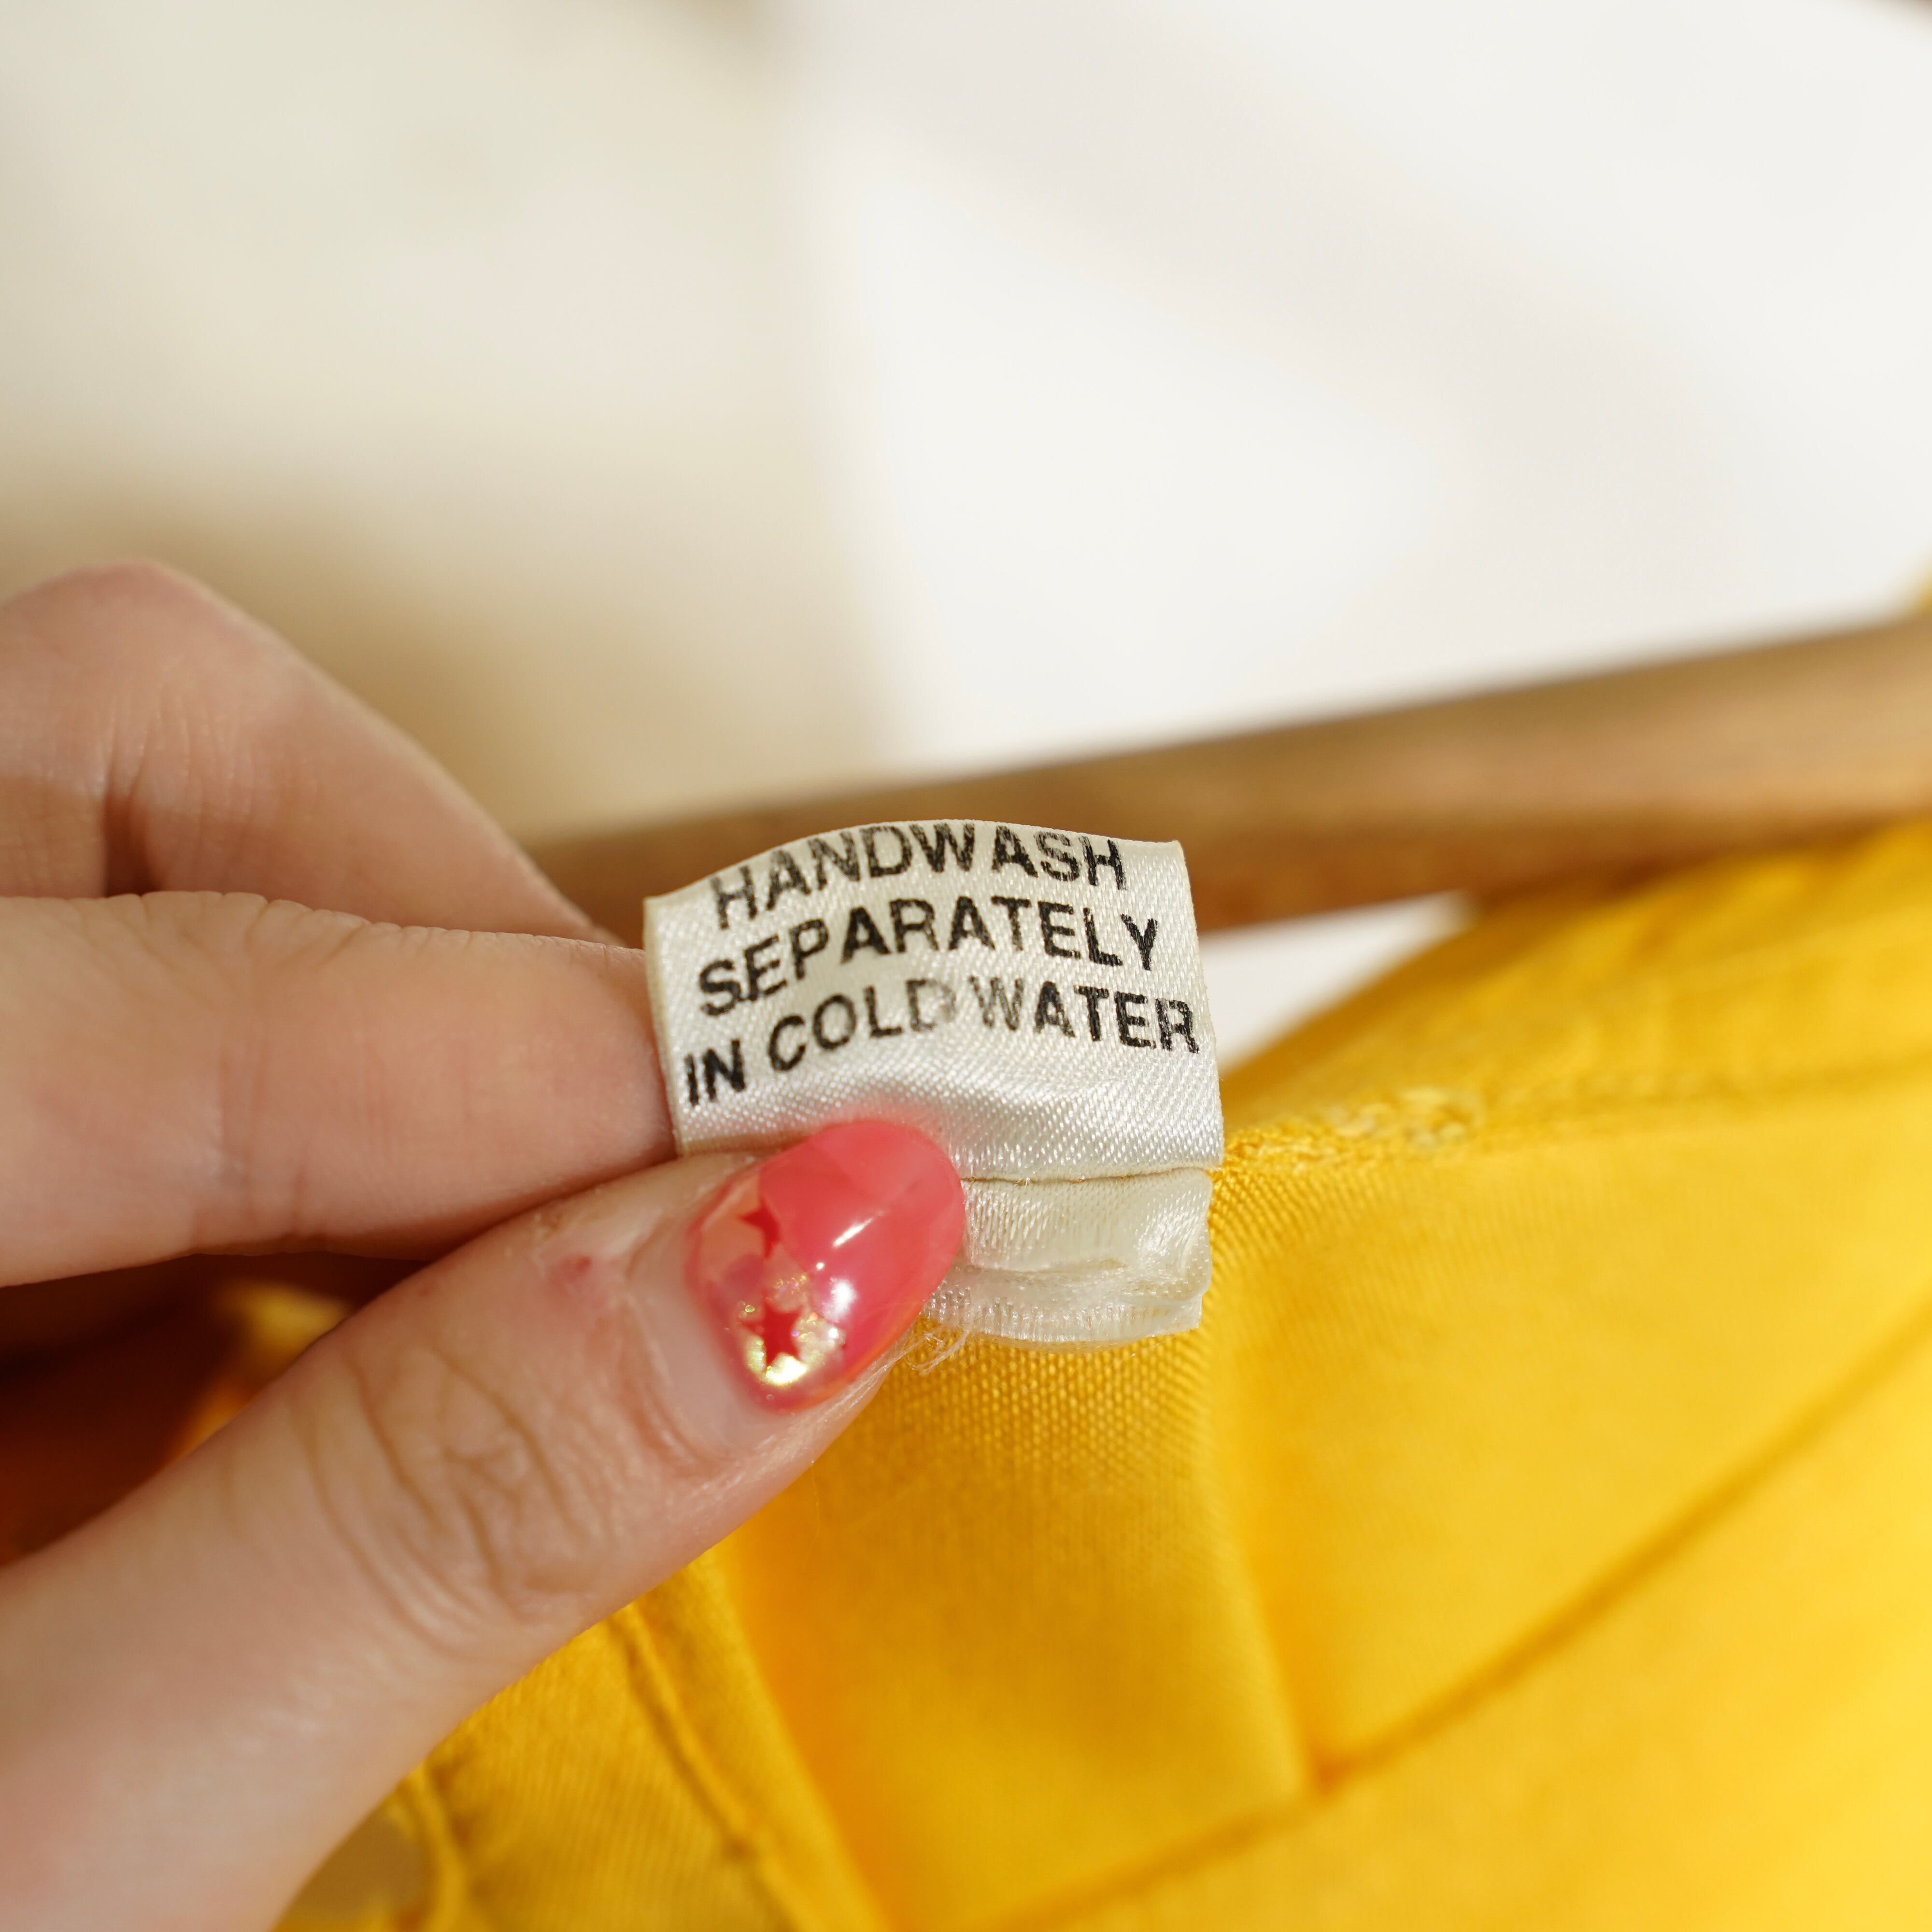 HANDWASH
SEPARATELY
IN COLD WATER